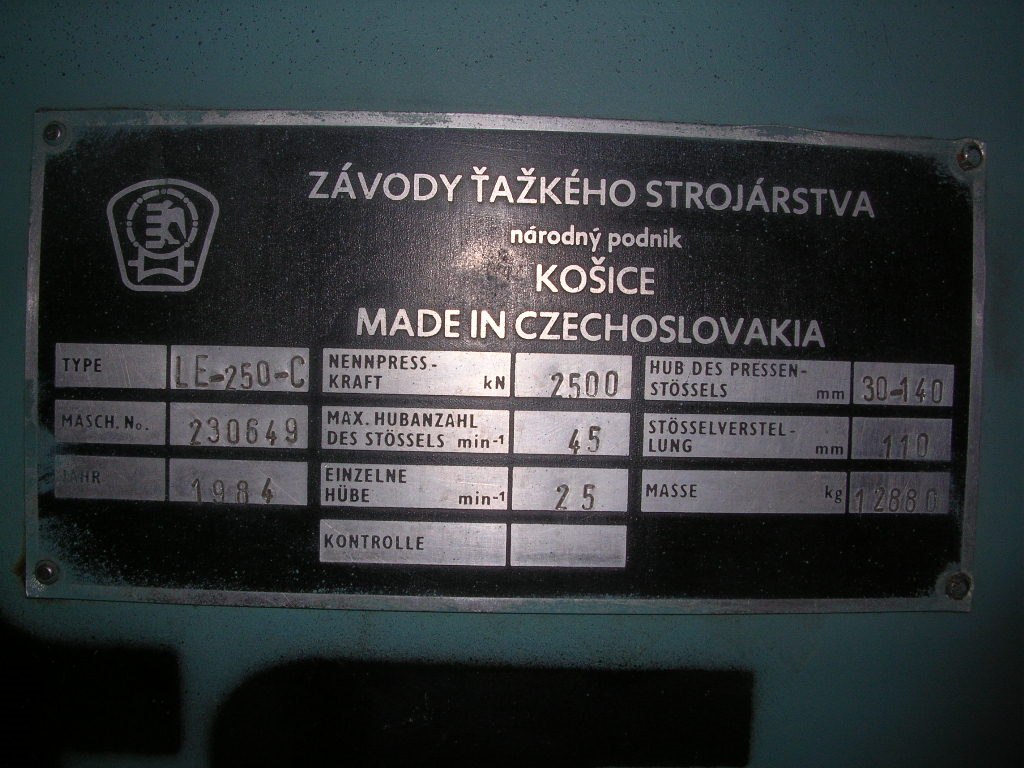 ZÁVODY ŤAŽKÉHO STROJÁRSTVA
národný podnik
KOŠICE
MADE IN CZECHOSLOVAKIA
TYPE LE-250-C
MASCH. No. 230649
JAHR 1984
NENNPRESS-
KRAFT kN 2500
MAX. HUBANZAHL
DES STÖSSELS min-1 45
EINZELNE
HÜBE min-1 25
KONTROLLE
HUB DES PRESSEN-
STÖSSELS mm 30-140
STÖSSELVERSTEL-
LUNG mm 110
MASSE kg 12880